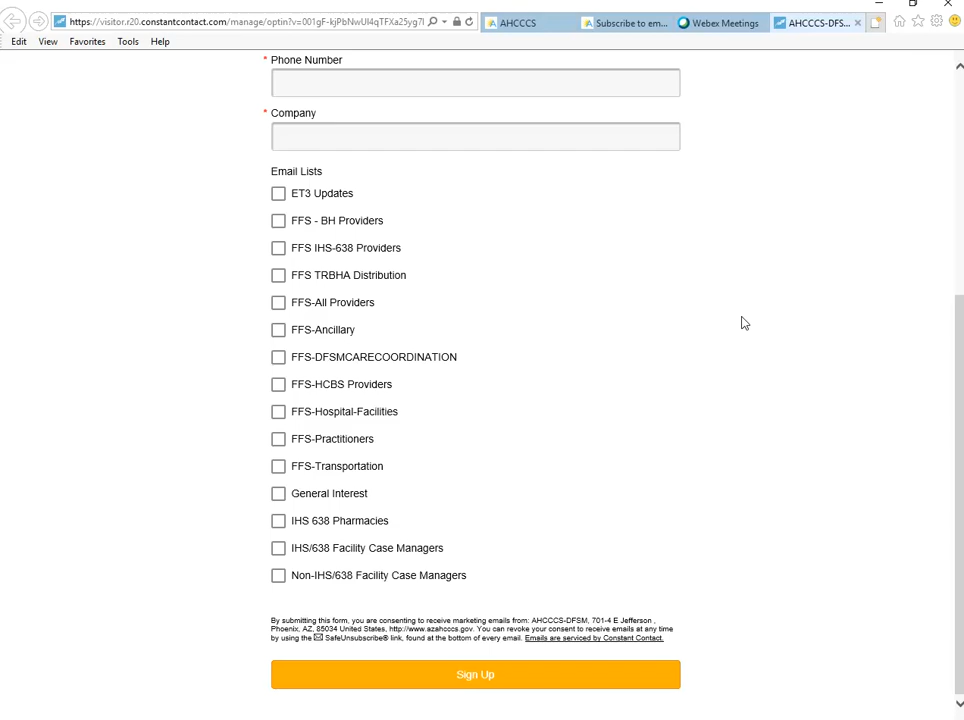 https://visitor.r20.constantcontact.com/manage/optin?v=001gF-kjPbNwUl4qTFXa25yg7l
AHCCCS
Subscribe to em...
Webex Meetings
AHCCCS-DFS...
Edit View Favorites Tools Help
* Phone Number
* Company
Email Lists
ET3 Updates
FFS - BH Providers
FFS IHS-638 Providers
FFS TRBHA Distribution
FFS-All Providers
FFS-Ancillary
FFS-DFSMCARECOORDINATION
FFS-HCBS Providers
FFS-Hospital-Facilities
FFS-Practitioners
FFS-Transportation
General Interest
IHS 638 Pharmacies
IHS/638 Facility Case Managers
Non-IHS/638 Facility Case Managers
By submitting this form, you are consenting to receive marketing emails from: AHCCCS-DFSM, 701-4 E Jefferson ,
Phoenix, AZ, 85034 United States, http://www.azahcccs.gov. You can revoke your consent to receive emails at any time
by using the SafeUnsubscribe® link, found at the bottom of every email. Emails are serviced by Constant Contact.
Sign Up